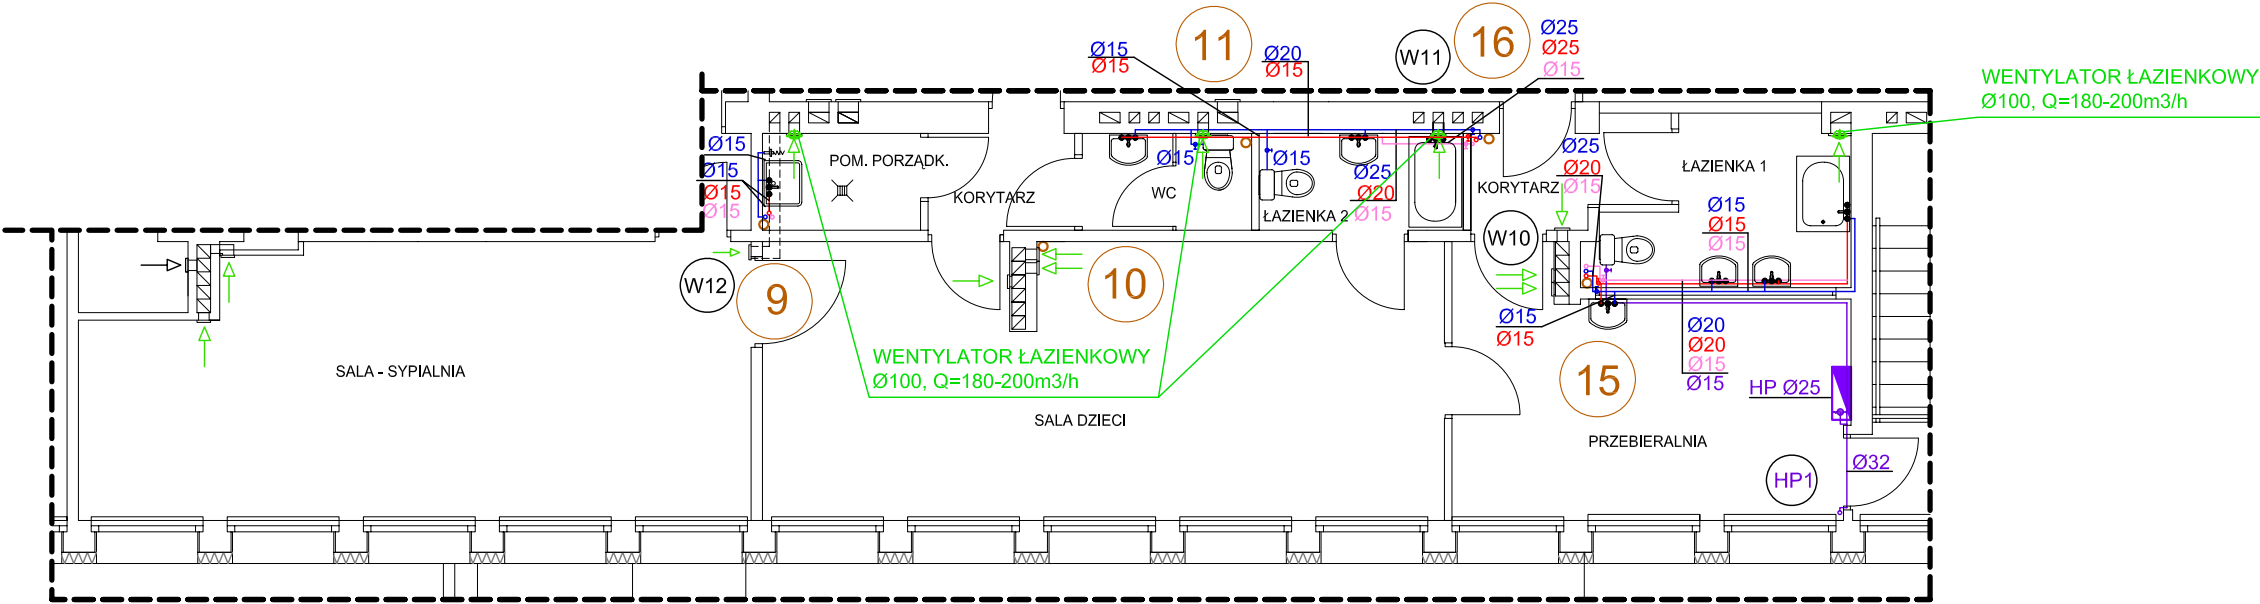 Ø15
Ø15
11
Ø20
Ø15
W11
16
Ø25
Ø25
Ø15
WENTYLATOR ŁAZIENKOWY
Ø100, Q=180-200m3/h
Ø15
Ø15
Ø15
Ø15
POM. PORZĄDK.
KORYTARZ
WC
Ø15
Ø15
ŁAZIENKA 2
Ø25
Ø20
Ø15
KORYTARZ
Ø25
Ø20
Ø15
ŁAZIENKA 1
Ø15
Ø15
Ø15
W12
9
10
W10
Ø15
Ø15
Ø20
Ø20
Ø15
Ø15
15
HP Ø25
WENTYLATOR ŁAZIENKOWY
Ø100, Q=180-200m3/h
SALA - SYPIALNIA
SALA DZIECI
PRZEBIERALNIA
HP1
Ø32